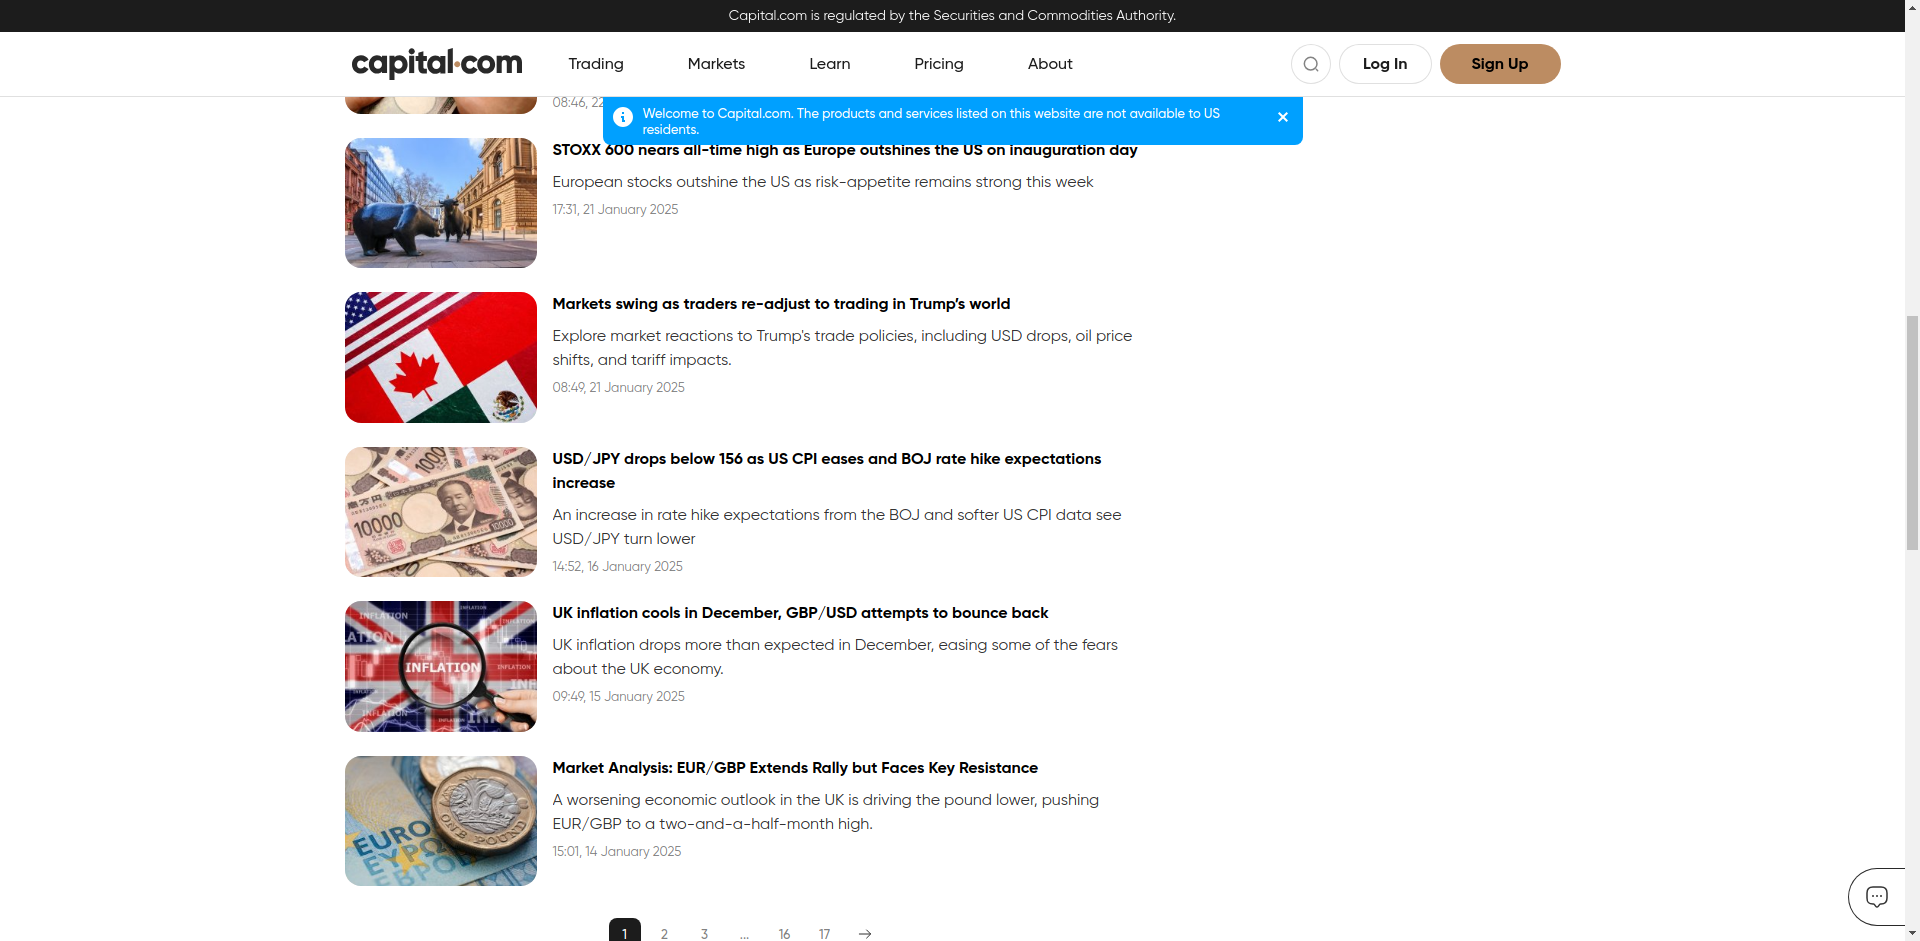 Capital.com is regulated by the Securities and Commodities Authority.
capital.com
Trading
Markets
Learn
Pricing
About
Log In
Sign Up
08:46, 22
Welcome to Capital.com. The products and services listed on this website are not available to US
residents.
STOXX 600 nears all-time high as Europe outshines the US on inauguration day
European stocks outshine the US as risk-appetite remains strong this week
17:31, 21 January 2025
Markets swing as traders re-adjust to trading in Trump's world
Explore market reactions to Trump's trade policies, including USD drops, oil price
shifts, and tariff impacts.
08:49, 21 January 2025
1000
10000
10000
USD/JPY drops below 156 as US CPI eases and BOJ rate hike expectations
increase
An increase in rate hike expectations from the BOJ and softer US CPI data see
USD/JPY turn lower
14:52, 16 January 2025
INFLATION
INFLATION
INFLATION
INFLATION
UK inflation cools in December, GBP/USD attempts to bounce back
UK inflation drops more than expected in December, easing some of the fears
about the UK economy.
09:49, 15 January 2025
EURO
ONE POUND
Market Analysis: EUR/GBP Extends Rally but Faces Key Resistance
A worsening economic outlook in the UK is driving the pound lower, pushing
EUR/GBP to a two-and-a-half-month high.
15:01, 14 January 2025
1 2 3 ... 16 17